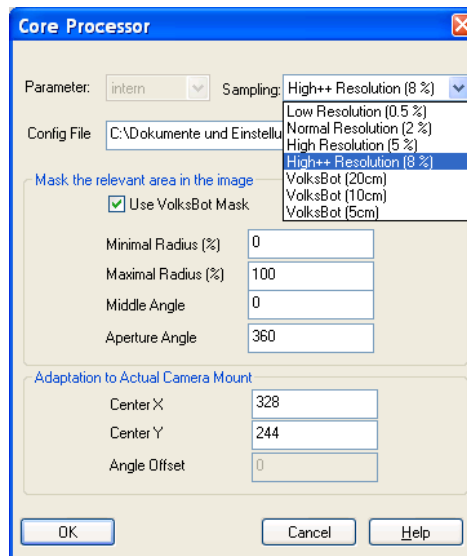 Core Processor
Parameter: intern Sampling: High++ Resolution (8 %)
Low Resolution (0.5 %)
Normal Resolution (2 %)
High Resolution (5 %)
High++ Resolution (8 %)
VolksBot (20cm)
VolksBot (10cm)
VolksBot (5cm)
Config File C:\Dokumente und Einstellu
Mask the relevant area in the image
Use VolksBot Mask
Minimal Radius (%) 0
Maximal Radius (%) 100
Middle Angle 0
Aperture Angle 360
Adaptation to Actual Camera Mount
Center X 328
Center Y 244
Angle Offset 0
OK Cancel Help